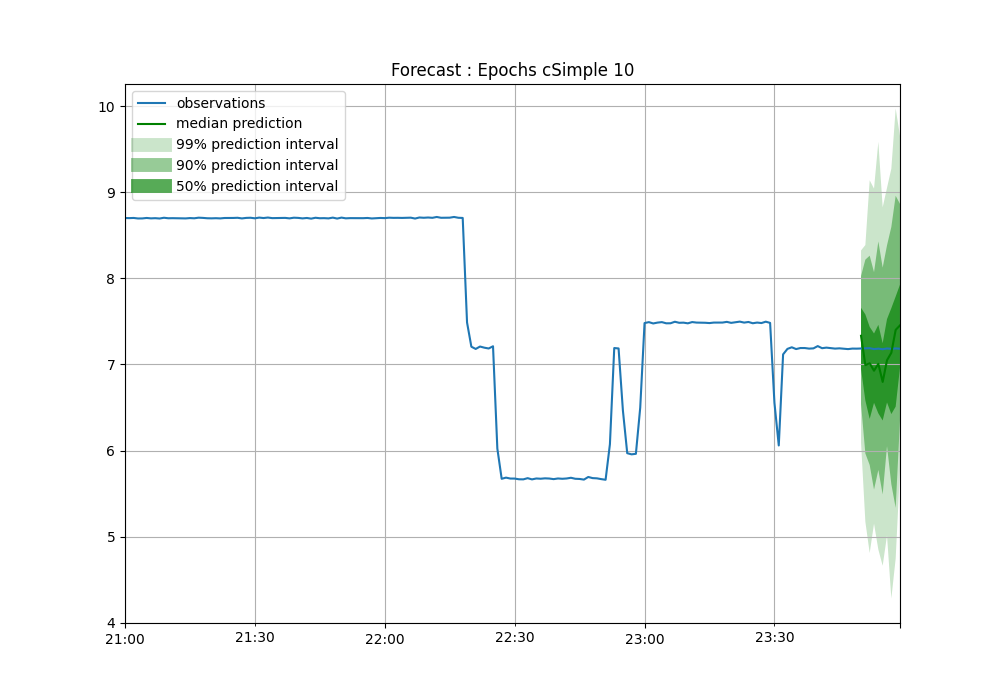 Forecast : Epochs cSimple 10
observations
median prediction
99% prediction interval
90% prediction interval
50% prediction interval
10
9
8
7
6
5
4
21:00
21:30
22:00
22:30
23:00
23:30